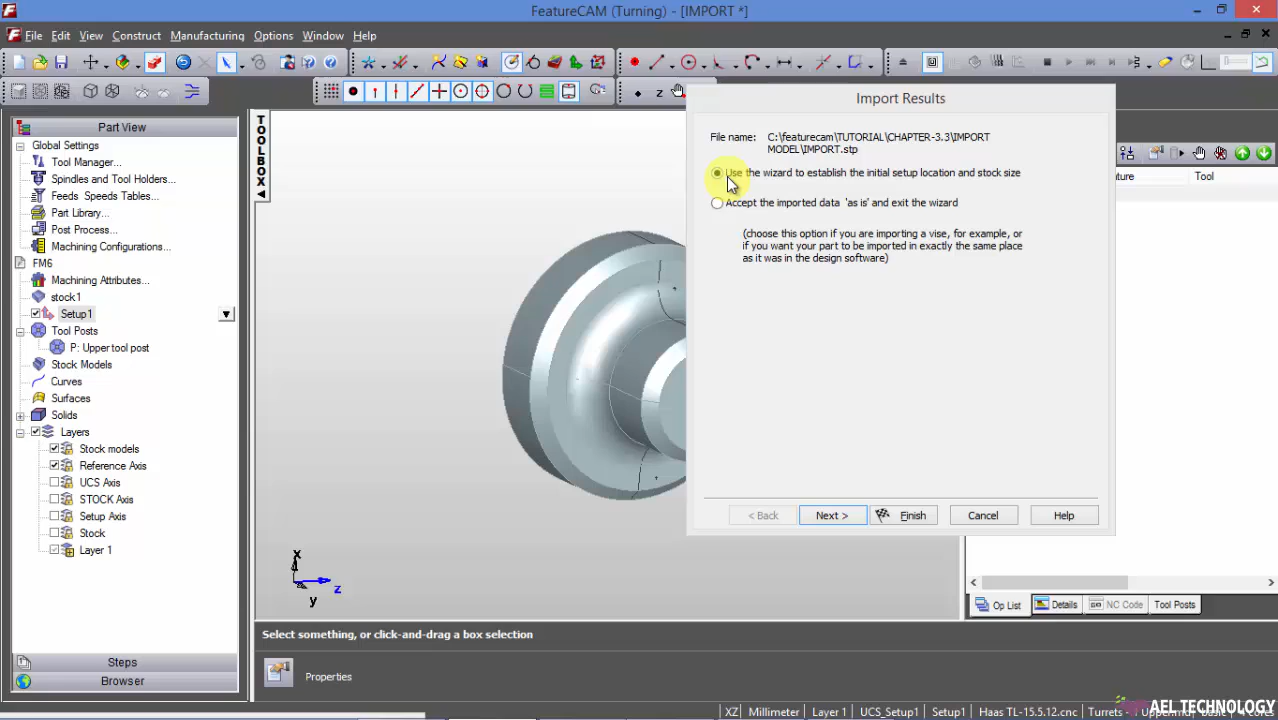 FeatureCAM (Turning) - [IMPORT *]
File Edit View Construct Manufacturing Options Window Help
Part View
Global Settings
Tool Manager...
Spindles and Tool Holders...
Feeds Speeds Tables...
Part Library...
Post Process...
Machining Configurations...
FM6
Machining Attributes...
stock1
Setup1
Tool Posts
P: Upper tool post
Stock Models
Curves
Surfaces
Solids
Layers
Stock models
Reference Axis
UCS Axis
STOCK Axis
Setup Axis
Stock
Layer 1
Steps
Browser
TOOLBOX
x
z
y
Import Results
File name: C:\featurecam\TUTORIAL\CHAPTER-3.3\IMPORT
MODEL\IMPORT.stp
Use the wizard to establish the initial setup location and stock size
Accept the imported data 'as is' and exit the wizard
(choose this option if you are importing a vise, for example, or
if you want your part to be imported in exactly the same place
as it was in the design software)
< Back Next > Finish Cancel Help
ture Tool
Op List Details NC Code Tool Posts
Select something, or click-and-drag a box selection
Properties
XZ Millimeter Layer 1 UCS_Setup1 Setup1 Haas TL-15.5.12.cnc
AEL TECHNOLOGY